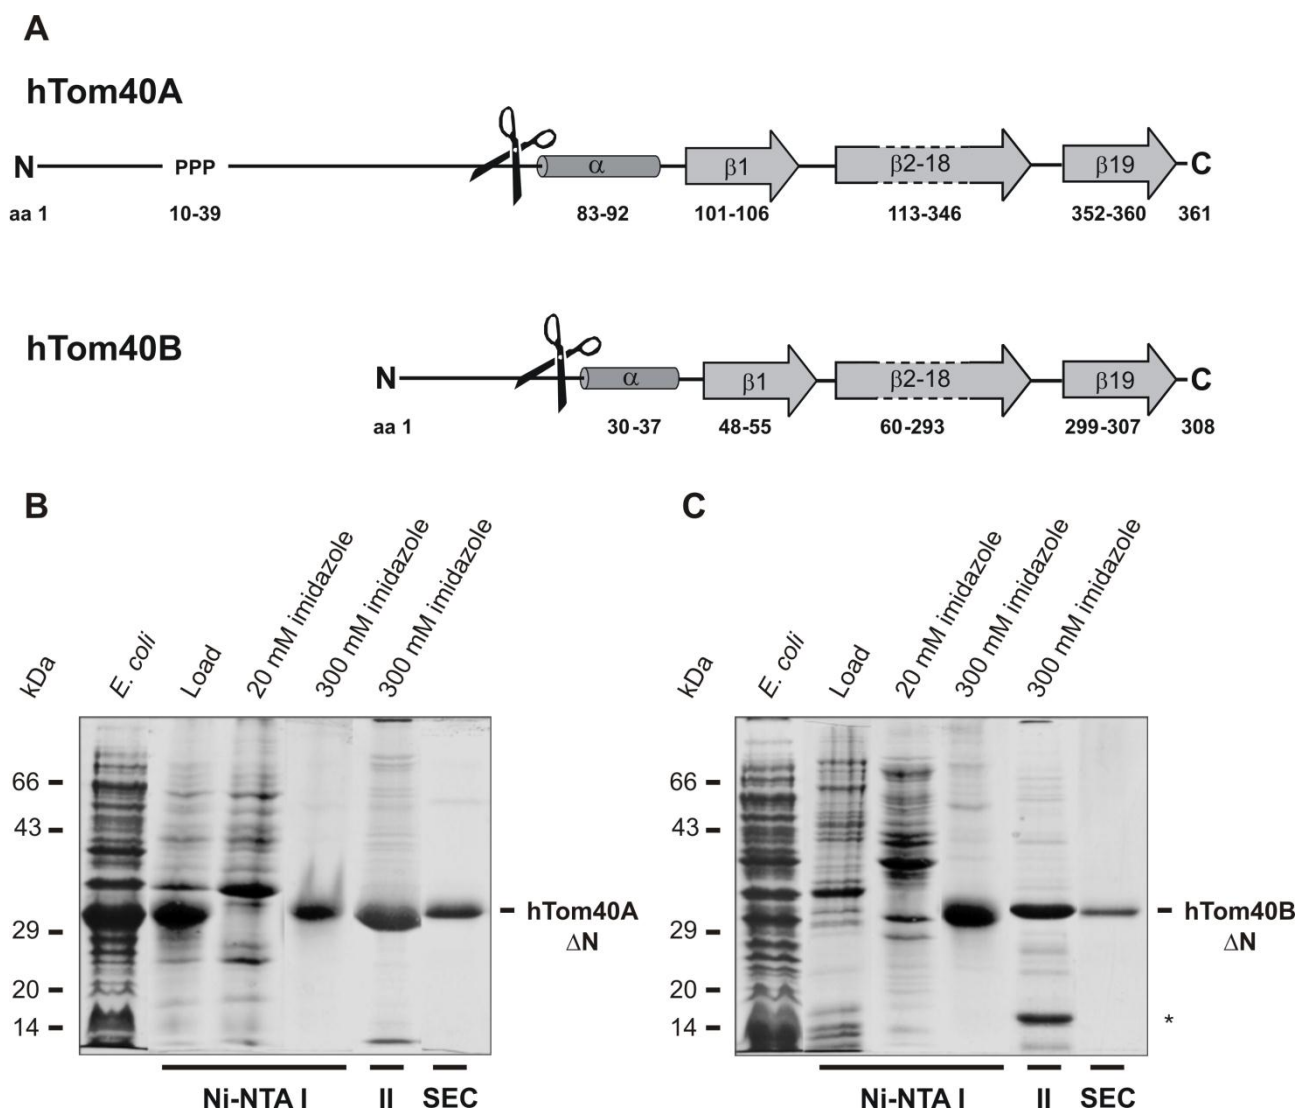 A
hTom40A
N PPP α β1 β2-18 β19 C
aa 1 10-39 83-92 101-106 113-346 352-360 361
hTom40B
N α β1 β2-18 β19 C
aa 1 30-37 48-55 60-293 299-307 308
B
kDa
E. coli
Load
20 mM imidazole
300 mM imidazole
300 mM imidazole
66
43
29
20
14
hTom40A
ΔN
Ni-NTA I II SEC
C
kDa
E. coli
Load
20 mM imidazole
300 mM imidazole
300 mM imidazole
66
43
29
20
14
hTom40B
ΔN
*
Ni-NTA I II SEC